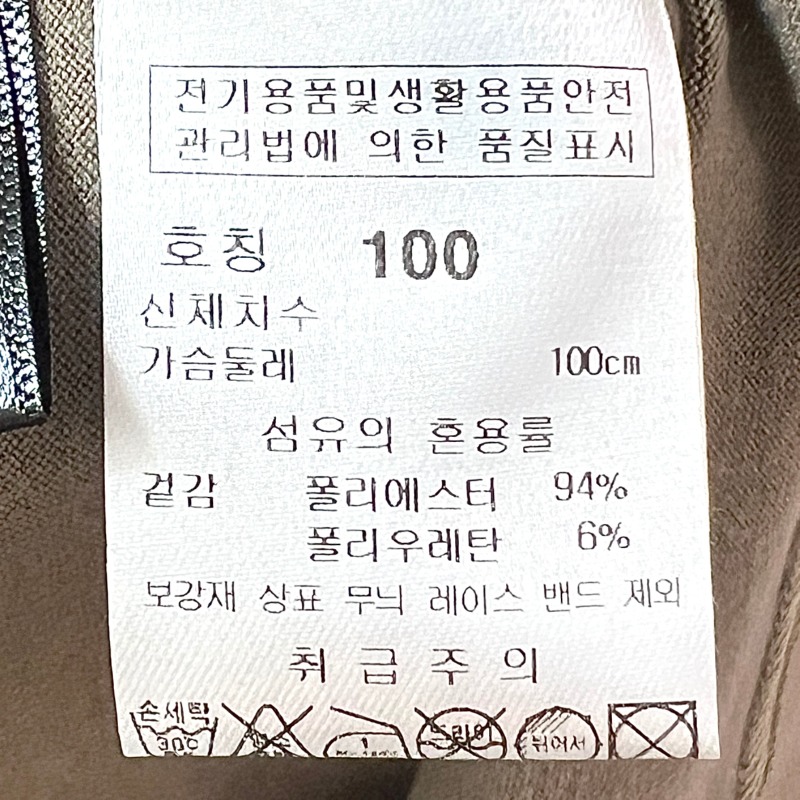 전기용품및생활용품안전
관리법에 의한 품질표시
호칭 100
신체치수
가슴둘레 100cm
섬유의 혼용률
겉감 폴리에스터 94%
폴리우레탄 6%
보강재 상표 무늬 레이스 밴드 제외
취급주의
손세탁
30℃ 1 드라이 뉘어서